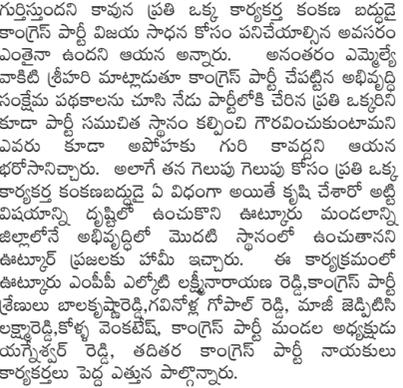 గుర్తిస్తుందని కావున ప్రతి ఒక్క కార్యకర్త కంకణ బద్ధుడై
కాంగ్రెస్ పార్టీ విజయ సాధన కోసం పనిచేయాల్సిన అవసరం
ఎంతైనా ఉందని ఆయన అన్నారు. అనంతరం ఎమ్మెల్యే
వాకిటి శ్రీహరి మాట్లాడుతూ కాంగ్రెస్ పార్టీ చేపట్టిన అభివృద్ధి
సంక్షేమ పథకాలను చూసి నేడు పార్టీలోకి చేరిన ప్రతి ఒక్కరిని
కూడా పార్టీ సముచిత స్థానం కల్పించి గౌరవించుకుంటామని
ఎవరు కూడా అపోహకు గురి కావద్దని ఆయన
భరోసానిచ్చారు. అలాగే తన గెలుపు గెలుపు కోసం ప్రతి ఒక్క
కార్యకర్త కంకణబద్ధుడై ఏ విధంగా అయితే కృషి చేశారో అట్టి
విషయాన్ని దృష్టిలో ఉంచుకొని ఊట్కూరు మండలాన్ని
జిల్లాలోనే అభివృద్ధిలో మొదటి స్థానంలో ఉంచుతానని
ఊట్కూర్ ప్రజలకు హామీ ఇచ్చారు. ఈ కార్యక్రమంలో
ఊట్కూరు ఎంపీపీ ఎల్కోటి లక్ష్మీనారాయణ రెడ్డి,కాంగ్రెస్ పార్టీ
శ్రేణులు బాలకృష్ణారెడ్డి,గవినోళ్ల గోపాల్ రెడ్డి, మాజీ జెడ్పిటిసి
లక్ష్మారెడ్డి,కోళ్ళ వెంకటేష్, కాంగ్రెస్ పార్టీ మండల అధ్యక్షుడు
యగ్నేశ్వర్ రెడ్డి, తదితర కాంగ్రెస్ పార్టీ నాయకులు
కార్యకర్తలు పెద్ద ఎత్తున పాల్గొన్నారు.